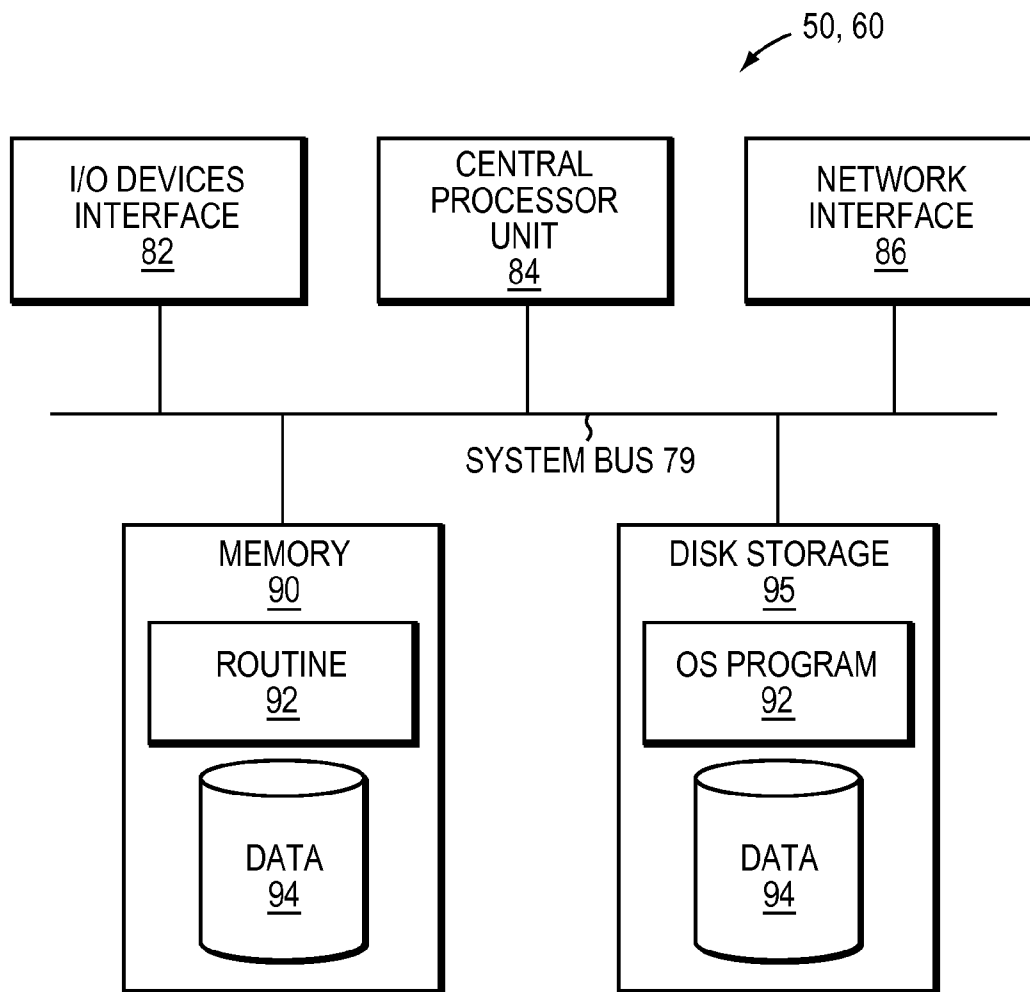 50, 60
I/O DEVICES
INTERFACE
82
CENTRAL
PROCESSOR
UNIT
84
NETWORK
INTERFACE
86
SYSTEM BUS 79
MEMORY
90
ROUTINE
92
DATA
94
DISK STORAGE
95
OS PROGRAM
92
DATA
94